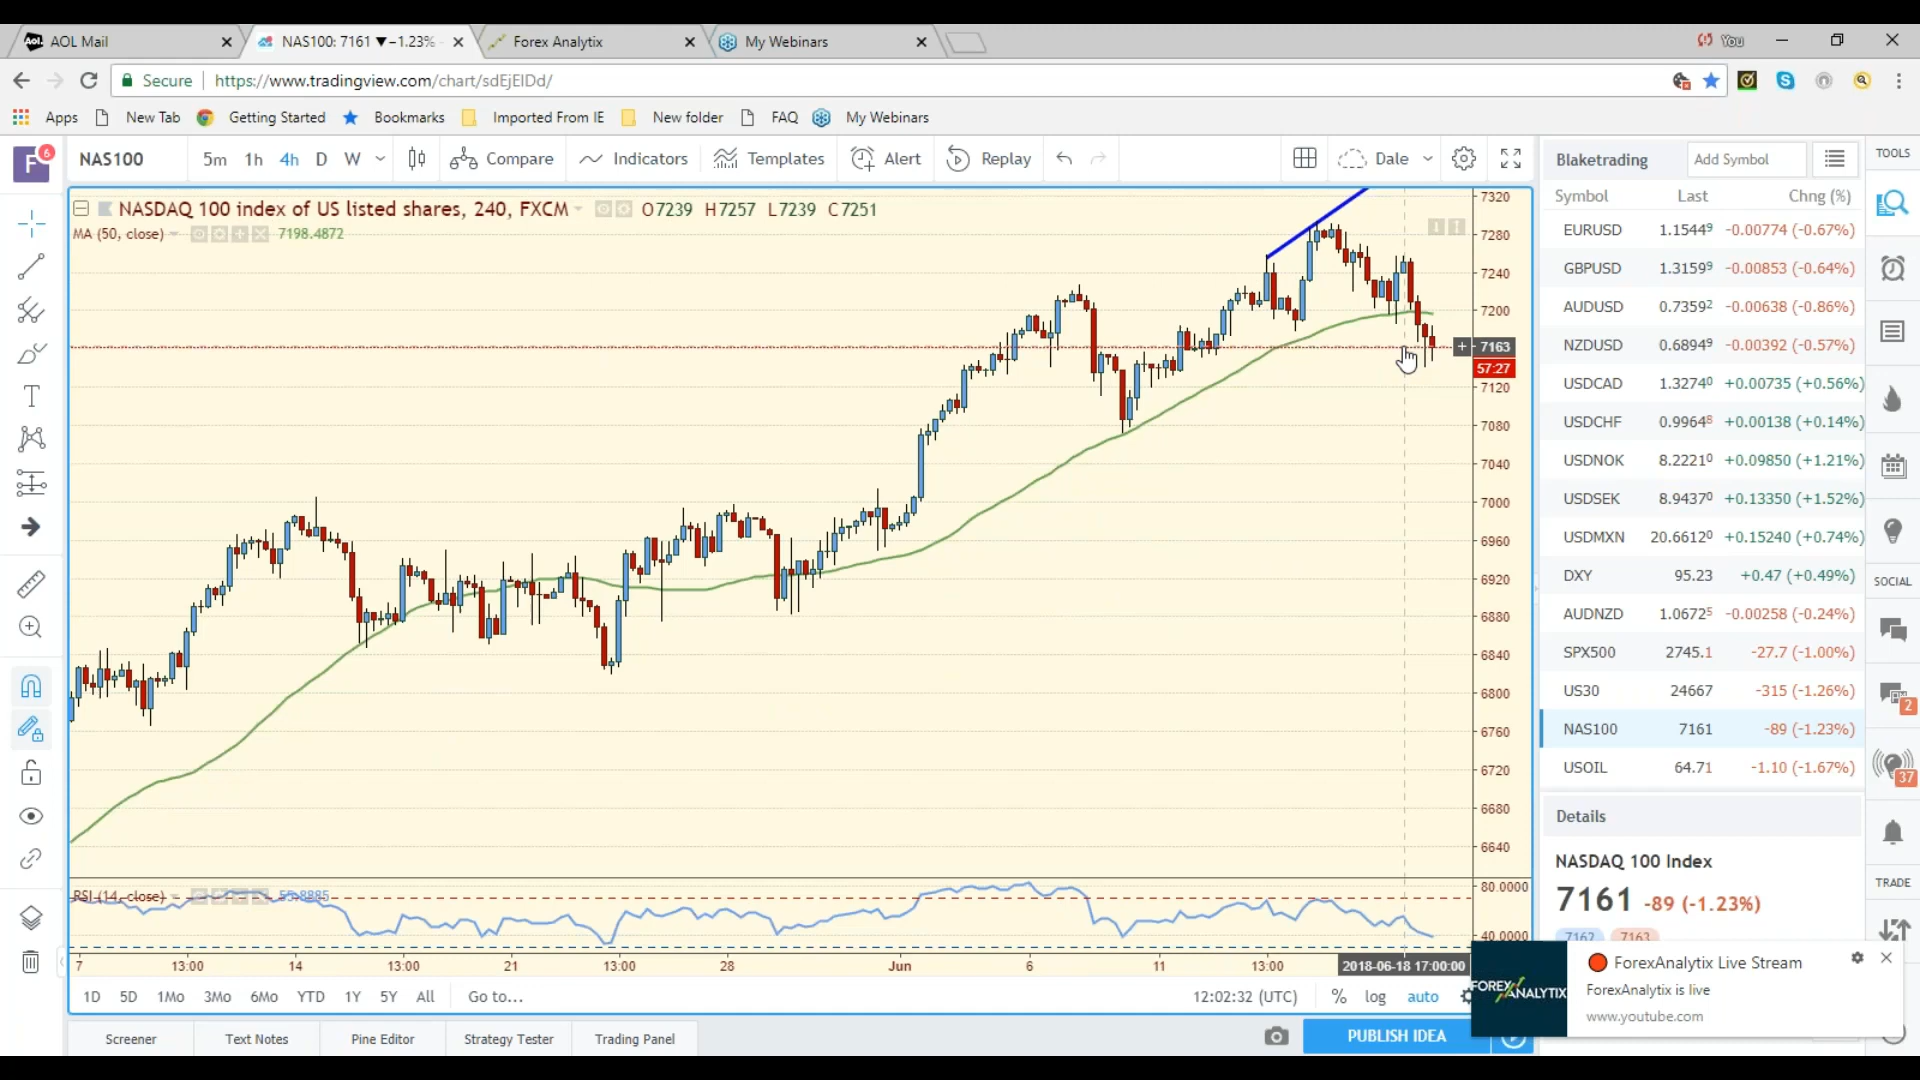 AOL Mail
NAS100: 7161 ▼−1.23%
Forex Analytix
My Webinars
You
Secure
https://www.tradingview.com/chart/sdEjEIDd/
Apps
New Tab
Getting Started
Bookmarks
Imported From IE
New folder
FAQ
My Webinars
F
6
NAS100
5m 1h 4h D W
Compare
Indicators
Templates
Alert
Replay
Dale
NASDAQ 100 index of US listed shares, 240, FXCM
O7239 H7257 L7239 C7251
MA (50, close)
7198.4872
7320
7280
7240
7200
7163
57:27
7120
7080
7040
7000
6960
6920
6880
6840
6800
6760
6720
6680
6640
RSI (14, close)
55.8885
80.0000
40.0000
7 13:00 14 13:00 21 13:00 28 Jun 6 11 13:00
2018-06-18 17:00:00
1D 5D 1Mo 3Mo 6Mo YTD 1Y 5Y All
Go to...
12:02:32 (UTC)
% log auto
Screener
Text Notes
Pine Editor
Strategy Tester
Trading Panel
PUBLISH IDEA
Blaketrading
Add Symbol
Symbol Last Chng (%)
EURUSD 1.15449 -0.00774 (-0.67%)
GBPUSD 1.31599 -0.00853 (-0.64%)
AUDUSD 0.73592 -0.00638 (-0.86%)
NZDUSD 0.68949 -0.00392 (-0.57%)
USDCAD 1.32740 +0.00735 (+0.56%)
USDCHF 0.99648 +0.00138 (+0.14%)
USDNOK 8.22210 +0.09850 (+1.21%)
USDSEK 8.94370 +0.13350 (+1.52%)
USDMXN 20.66120 +0.15240 (+0.74%)
DXY 95.23 +0.47 (+0.49%)
AUDNZD 1.06725 -0.00258 (-0.24%)
SPX500 2745.1 -27.7 (-1.00%)
US30 24667 -315 (-1.26%)
NAS100 7161 -89 (-1.23%)
USOIL 64.71 -1.10 (-1.67%)
Details
NASDAQ 100 Index
7161 -89 (-1.23%)
7162 7163
TOOLS
SOCIAL
2
37
TRADE
FOREX ANALYTIX
ForexAnalytix Live Stream
ForexAnalytix is live
www.youtube.com